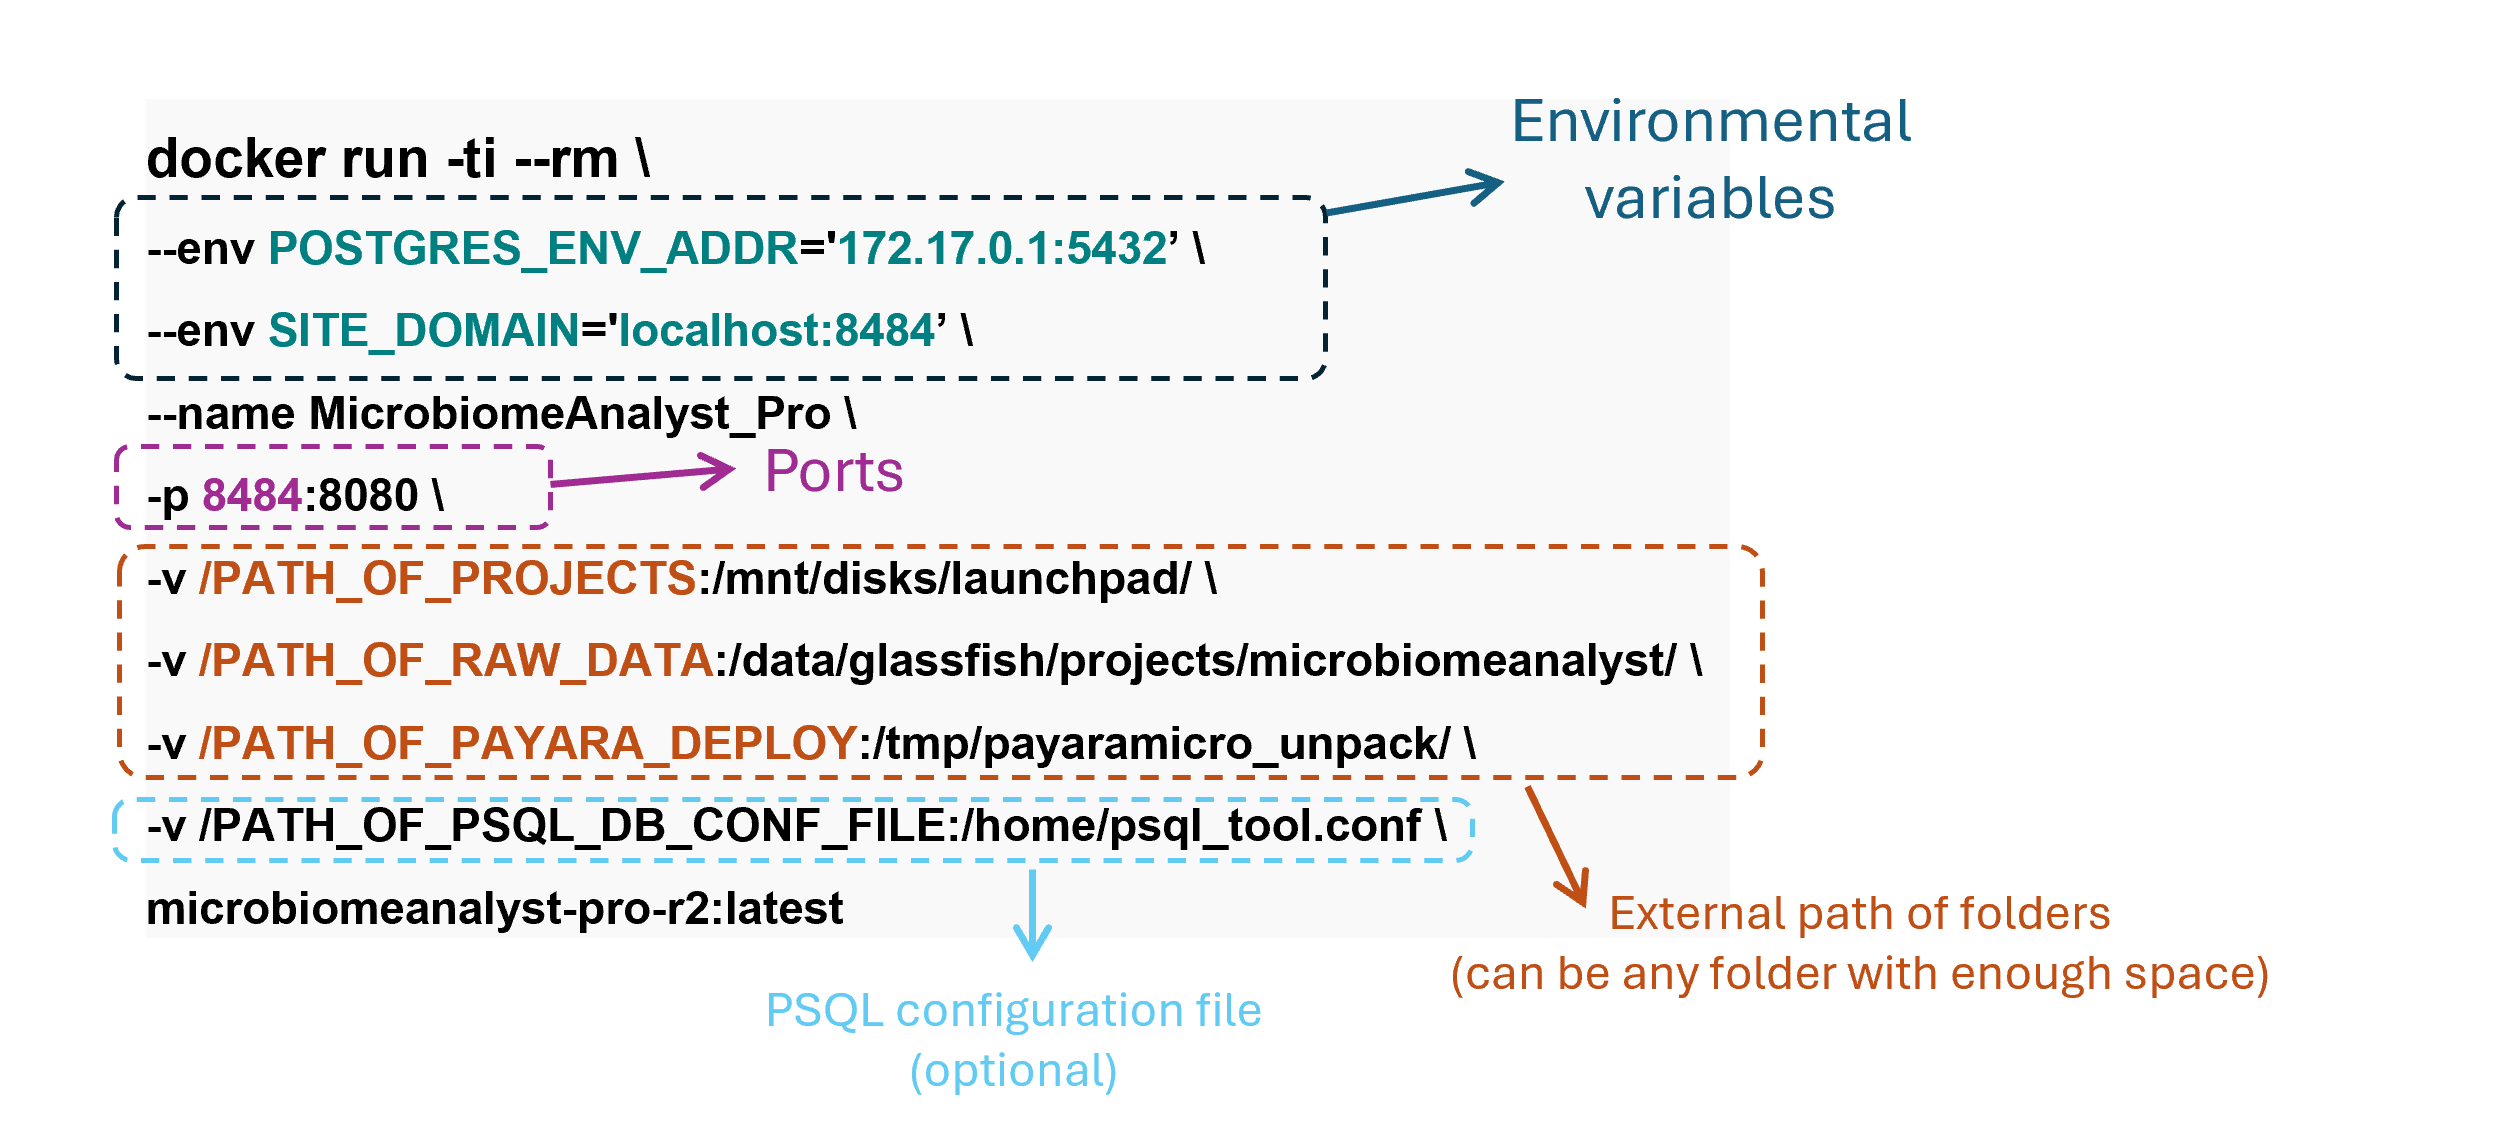 docker run -ti --rm \
Environmental
variables
--env POSTGRES_ENV_ADDR='172.17.0.1:5432’ \
--env SITE_DOMAIN='localhost:8484’ \
--name MicrobiomeAnalyst_Pro \
-p 8484:8080 \
Ports
-v /PATH_OF_PROJECTS:/mnt/disks/launchpad/ \
-v /PATH_OF_RAW_DATA:/data/glassfish/projects/microbiomeanalyst/ \
-v /PATH_OF_PAYARA_DEPLOY:/tmp/payaramicro_unpack/ \
-v /PATH_OF_PSQL_DB_CONF_FILE:/home/psql_tool.conf \
microbiomeanalyst-pro-r2:latest
External path of folders
(can be any folder with enough space)
PSQL configuration file
(optional)